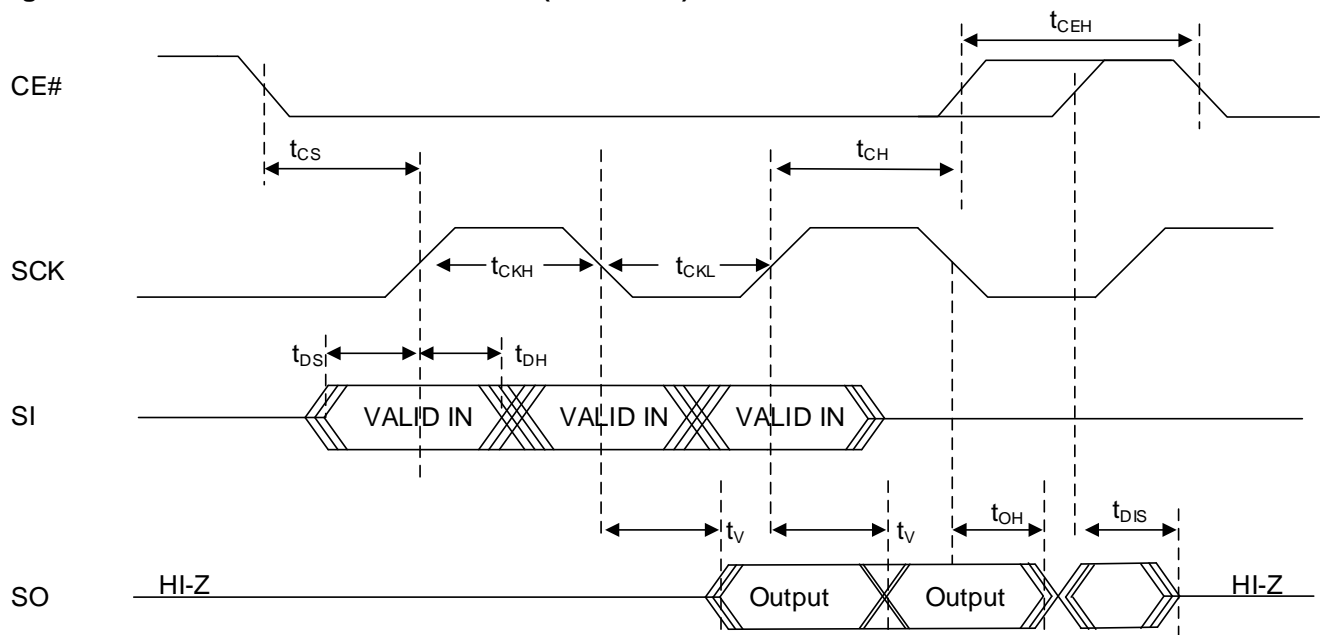 tCEH
CE#
tCS
tCH
SCK
tCKH
tCKL
tDS
tDH
SI
VALID IN
VALID IN
VALID IN
tV
tV
tOH
tDIS
SO
HI-Z
Output
Output
HI-Z